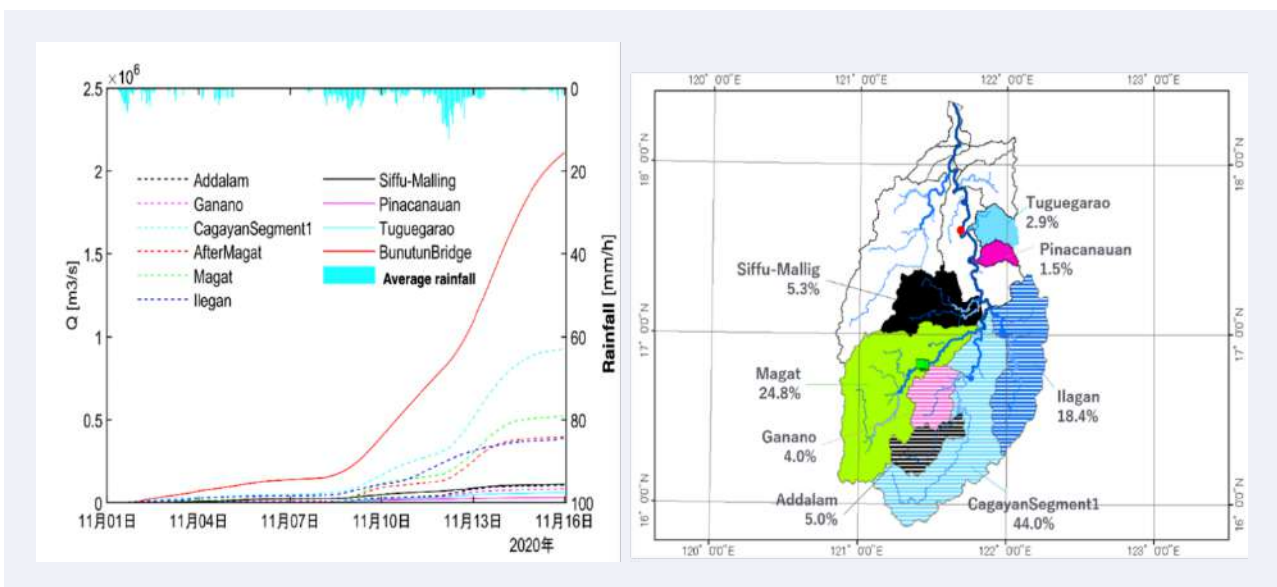 ×10⁶
2.5
2
1.5
1
0.5
0
Q [m3/s]
0
20
40
60
80
100
Rainfall [mm/h]
Addalam
Ganano
CagayanSegment1
AfterMagat
Magat
Ilegan
Siffu-Malling
Pinacanauan
Tuguegarao
BunutunBridge
Average rainfall
11月01日 11月04日 11月07日 11月10日 11月13日 11月16日
2020年
120° 0'0"E 121° 0'0"E 122° 0'0"E 123° 0'0"E
18° 0'0"N
17° 0'0"N
16° 0'0"N
18° 0'0"N
17° 0'0"N
16° 0'0"N
Tuguegarao
2.9%
Pinacanauan
1.5%
Siffu-Mallig
5.3%
Magat
24.8%
Ilagan
18.4%
Ganano
4.0%
Addalam
5.0%
CagayanSegment1
44.0%
120° 0'0"E 121° 0'0"E 122° 0'0"E 123° 0'0"E